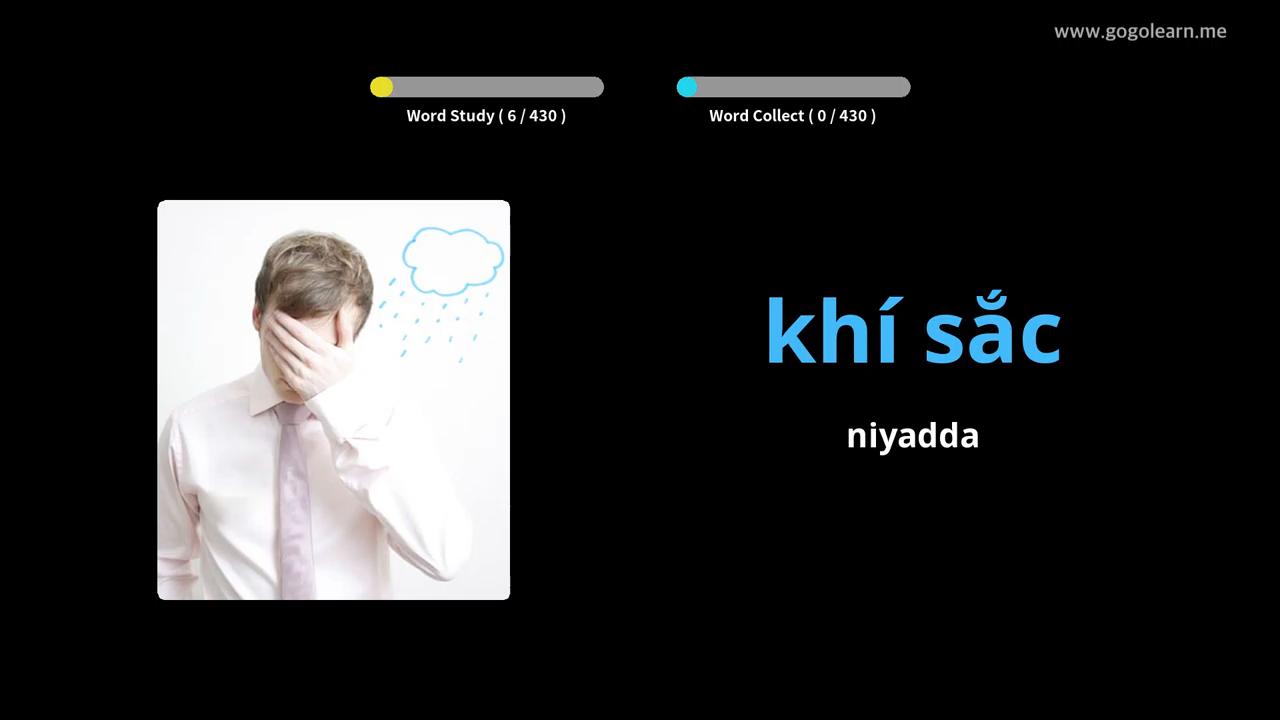 www.gogolearn.me
Word Study ( 6 / 430 )
Word Collect ( 0 / 430 )
khí sắc
niyadda